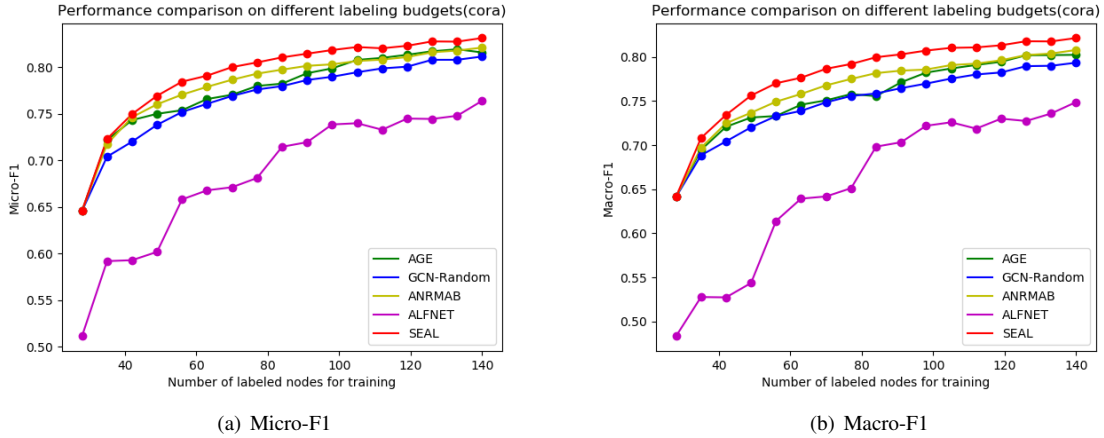 Performance comparison on different labeling budgets(cora)
0.80
0.75
0.70
0.65
0.60
0.55
0.50
Micro-F1
AGE
GCN-Random
ANRMAB
ALFNET
SEAL
40
60
80
100
120
140
Number of labeled nodes for training
(a) Micro-F1
Performance comparison on different labeling budgets(cora)
0.80
0.75
0.70
0.65
0.60
0.55
0.50
Macro-F1
AGE
GCN-Random
ANRMAB
ALFNET
SEAL
40
60
80
100
120
140
Number of labeled nodes for training
(b) Macro-F1